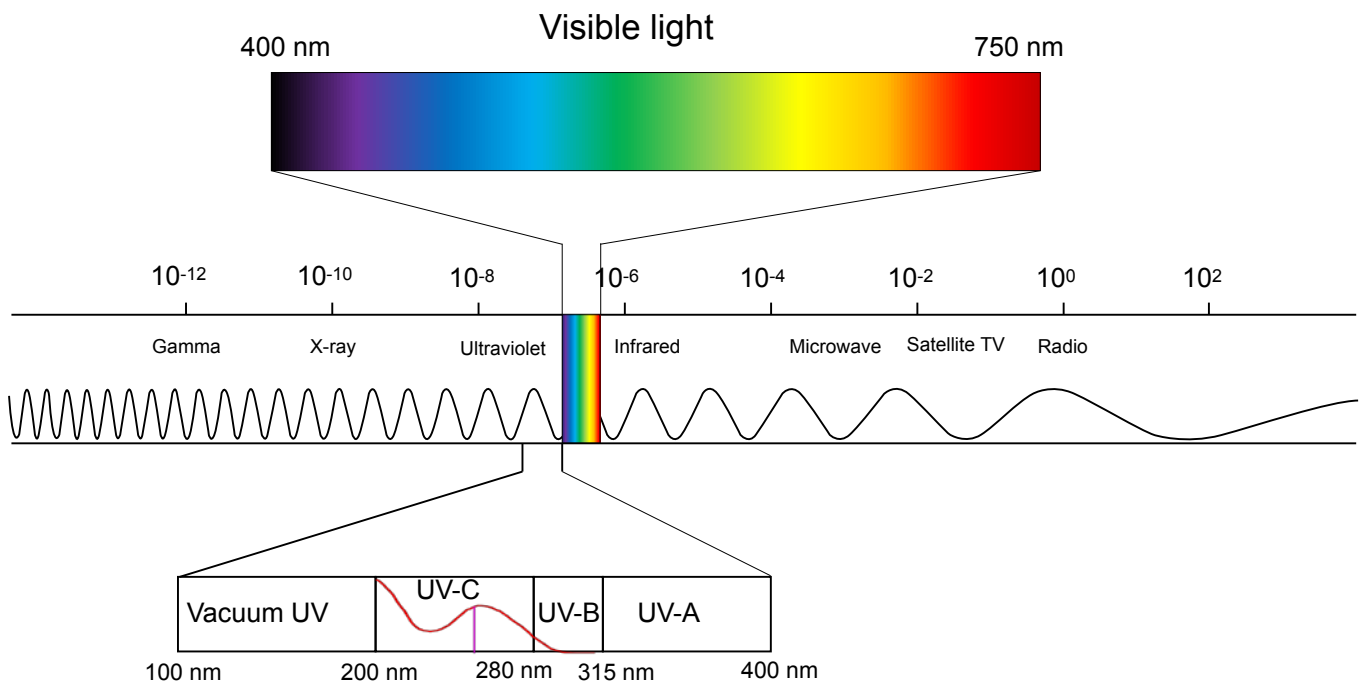 Visible light
400 nm 750 nm
10-12 10-10 10-8 10-6 10-4 10-2 100 102
Gamma X-ray Ultraviolet Infrared Microwave Satellite TV Radio
UV-C
Vacuum UV UV-B UV-A
100 nm 200 nm 280 nm 315 nm 400 nm